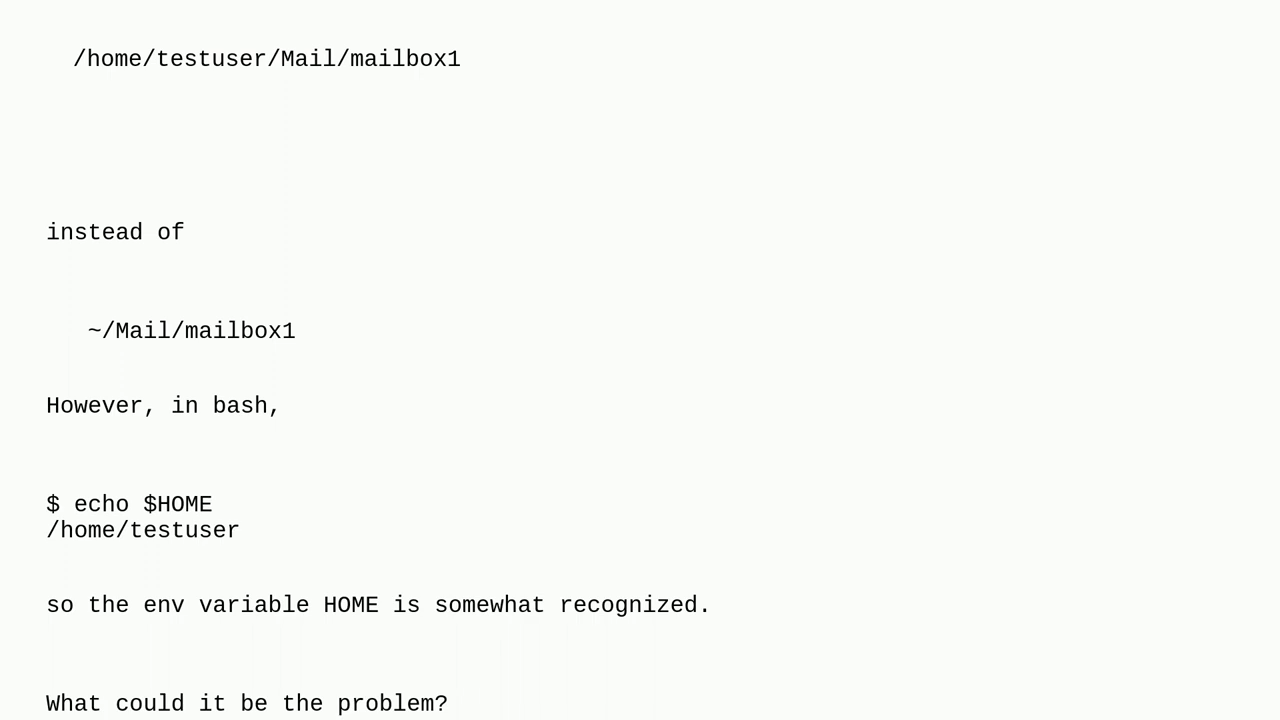 /home/testuser/Mail/mailbox1
instead of
~/Mail/mailbox1
However, in bash,
$ echo $HOME
/home/testuser
so the env variable HOME is somewhat recognized.
What could it be the problem?